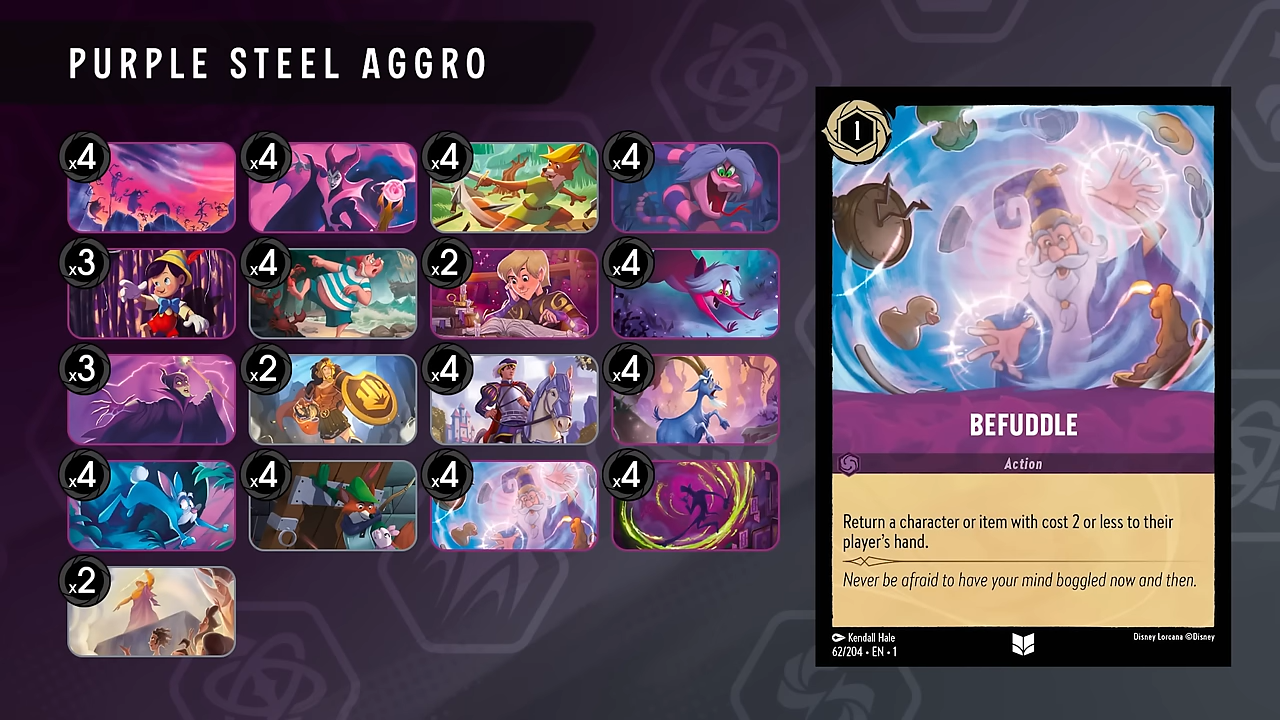 PURPLE STEEL AGGRO
x4
x4
x4
x4
x3
x4
x2
x4
x3
x2
x4
x4
x4
x4
x4
x4
x2
1
BEFUDDLE
Action
Return a character or item with cost 2 or less to their
player's hand.
Never be afraid to have your mind boggled now and then.
Kendall Hale
62/204 • EN • 1
Disney Lorcana ©Disney